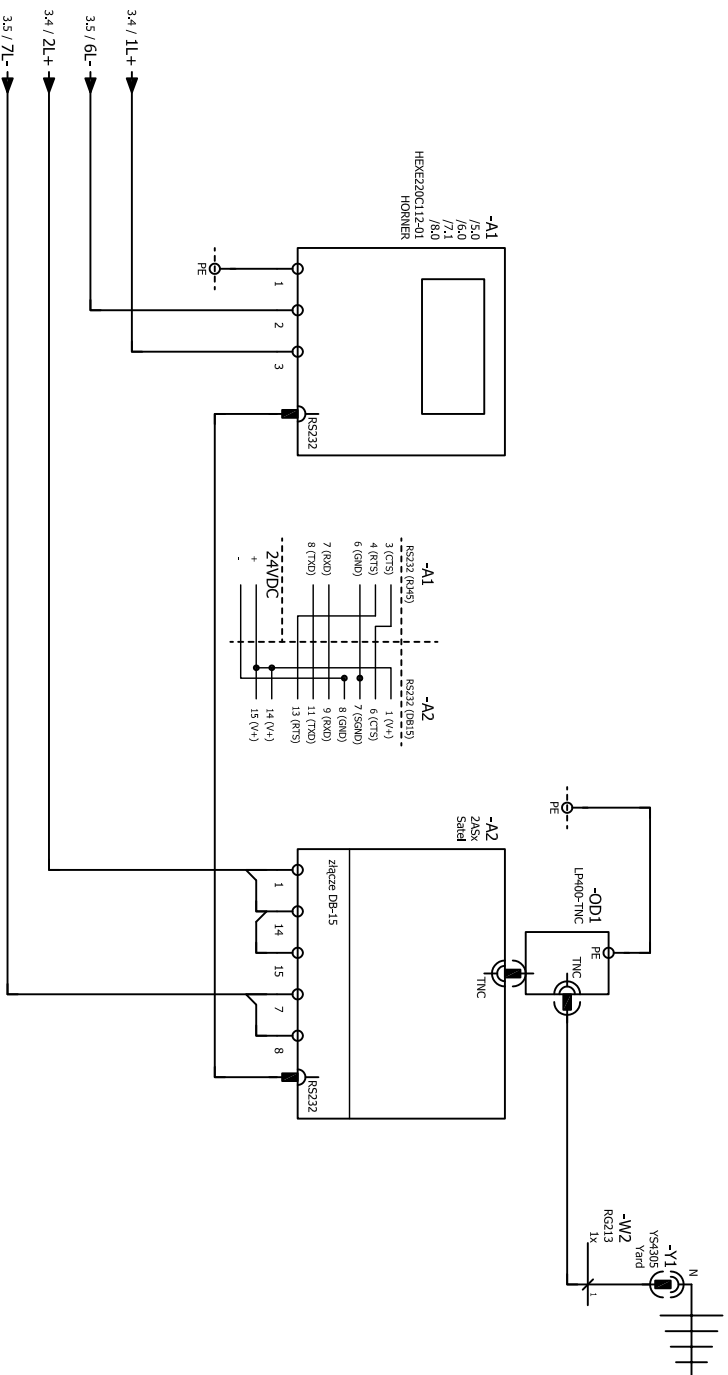 3.4 / 1L+
3.5 / 6L-
3.4 / 2L+
3.5 / 7L-
-A1
/5.0
/6.0
/7.1
/8.0
HEXE220C112-01
HORNER
1
2
3
PE
RS232
-A1
RS232 (RJ45)
3 (CTS)
4 (RTS)
6 (GND)
7 (RXD)
8 (TXD)
24VDC
+
-
-A2
RS232 (DB15)
1 (V+)
6 (CTS)
7 (SGND)
8 (GND)
9 (RXD)
11 (TXD)
13 (RTS)
14 (V+)
15 (V+)
-A2
2ASx
Satel
złącze DB-15
1
14
15
7
8
RS232
TNC
PE
-OD1
LP400-TNC
PE
TNC
-W2
RG213
1x
1
-Y1
YS4305
Yard
N